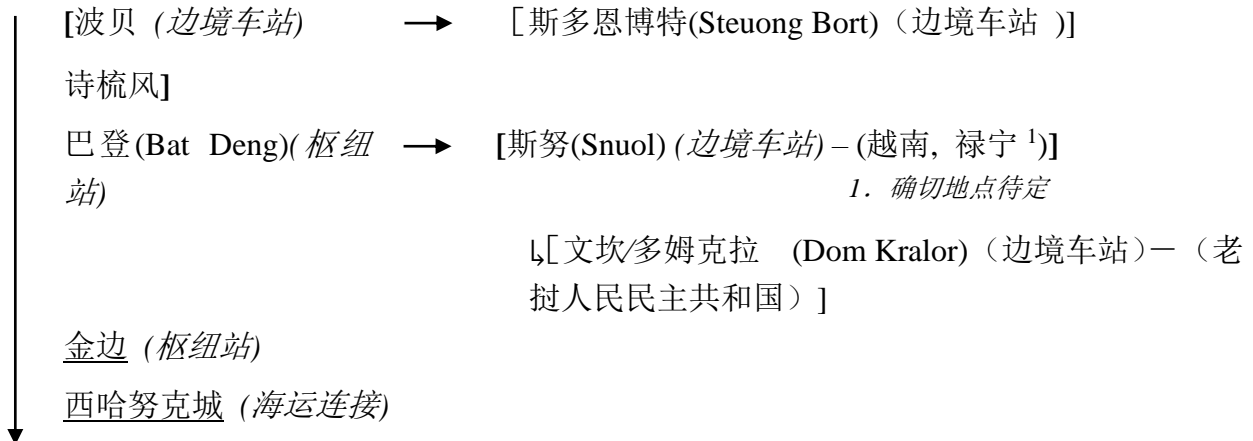 [波贝 (边境车站) → ［斯多恩博特(Steuong Bort)（边境车站 )]
诗梳风]
巴登(Bat Deng)(枢纽 → [斯努(Snuol) (边境车站) – (越南, 禄宁 ¹)]
站) 1．确切地点待定
↳［文坎/多姆克拉 (Dom Kralor)（边境车站）－（老
挝人民民主共和国）]
金边 (枢纽站)
西哈努克城 (海运连接)